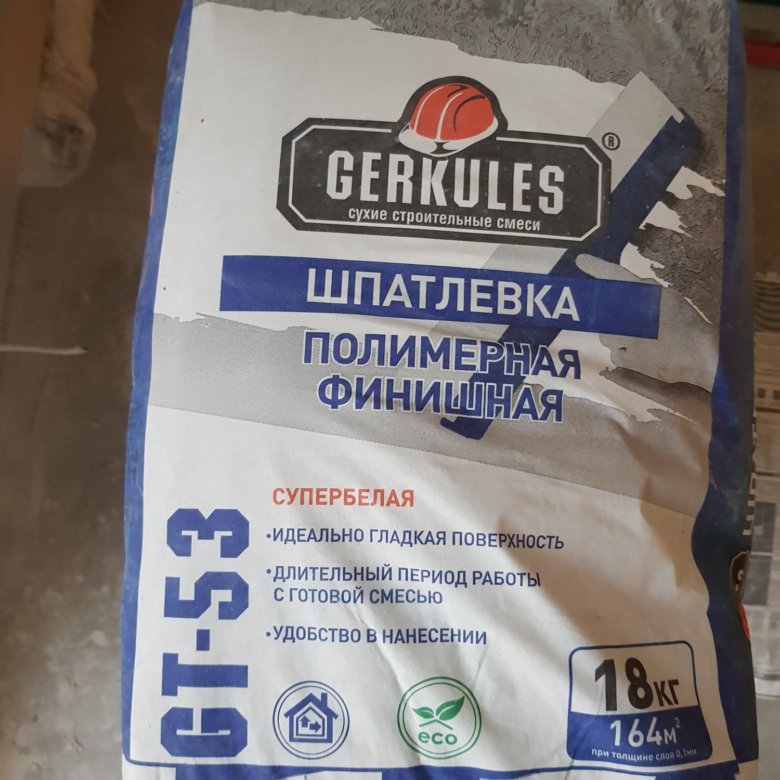 GERKULES ®
сухие строительные смеси
ШПАТЛЕВКА
ПОЛИМЕРНАЯ
ФИНИШНАЯ
СУПЕРБЕЛАЯ
•ИДЕАЛЬНО ГЛАДКАЯ ПОВЕРХНОСТЬ
•ДЛИТЕЛЬНЫЙ ПЕРИОД РАБОТЫ
С ГОТОВОЙ СМЕСЬЮ
•УДОБСТВО В НАНЕСЕНИИ
GT-53
eco
18кг
164м²
при толщине слоя 0,1мм